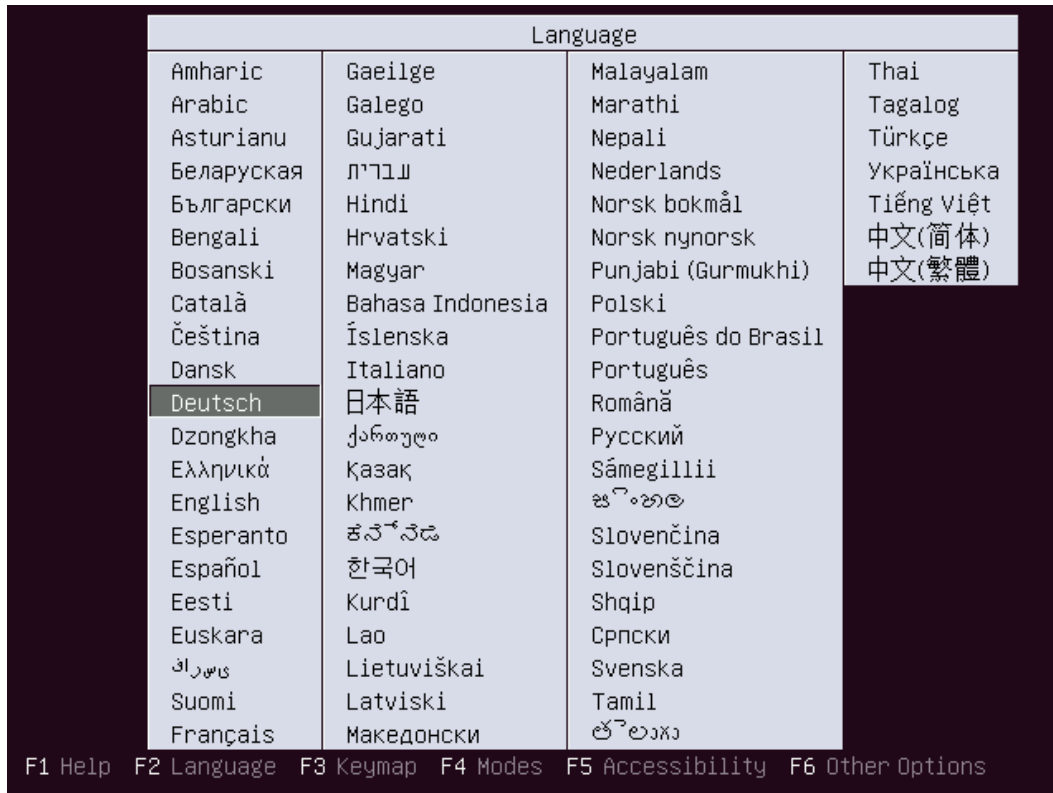 Language
Amharic
Arabic
Asturianu
Беларуская
Български
Bengali
Bosanski
Català
Čeština
Dansk
Deutsch
Dzongkha
Ελληνικά
English
Esperanto
Español
Eesti
Euskara
فارسی
Suomi
Français
Gaeilge
Galego
Gujarati
עברית
Hindi
Hrvatski
Magyar
Bahasa Indonesia
Íslenska
Italiano
日本語
ქართული
Қазақ
Khmer
ಕನ್ನಡ
한국어
Kurdî
Lao
Lietuviškai
Latviski
Македонски
Malayalam
Marathi
Nepali
Nederlands
Norsk bokmål
Norsk nynorsk
Punjabi (Gurmukhi)
Polski
Português do Brasil
Português
Română
Русский
Sámegillii
සිංහල
Slovenčina
Slovenščina
Shqip
Српски
Svenska
Tamil
తెలుగు
Thai
Tagalog
Türkçe
Українська
Tiếng Việt
中文(简体)
中文(繁體)
F1 Help F2 Language F3 Keymap F4 Modes F5 Accessibility F6 Other Options